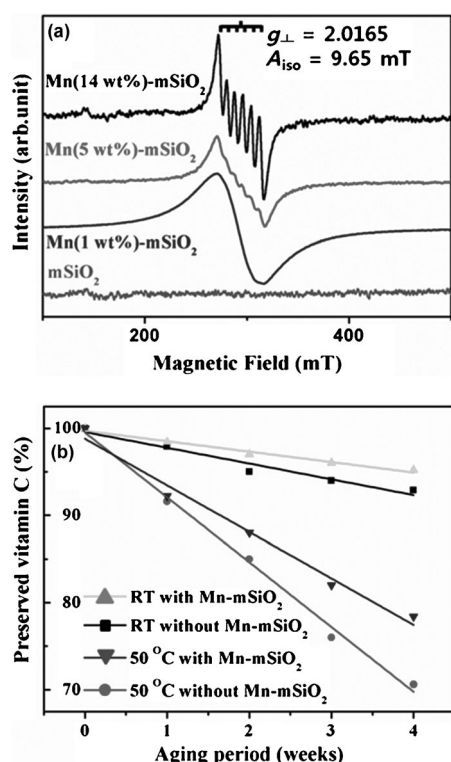 (a)
g⊥ = 2.0165
Aiso = 9.65 mT
Mn(14 wt%)-mSiO2
Mn(5 wt%)-mSiO2
Mn(1 wt%)-mSiO2
mSiO2
Intensity (arb.unit)
200
400
Magnetic Field (mT)
(b)
100
90
80
70
Preserved vitamin C (%)
RT with Mn-mSiO2
RT without Mn-mSiO2
50 °C with Mn-mSiO2
50 °C without Mn-mSiO2
0
1
2
3
4
Aging period (weeks)